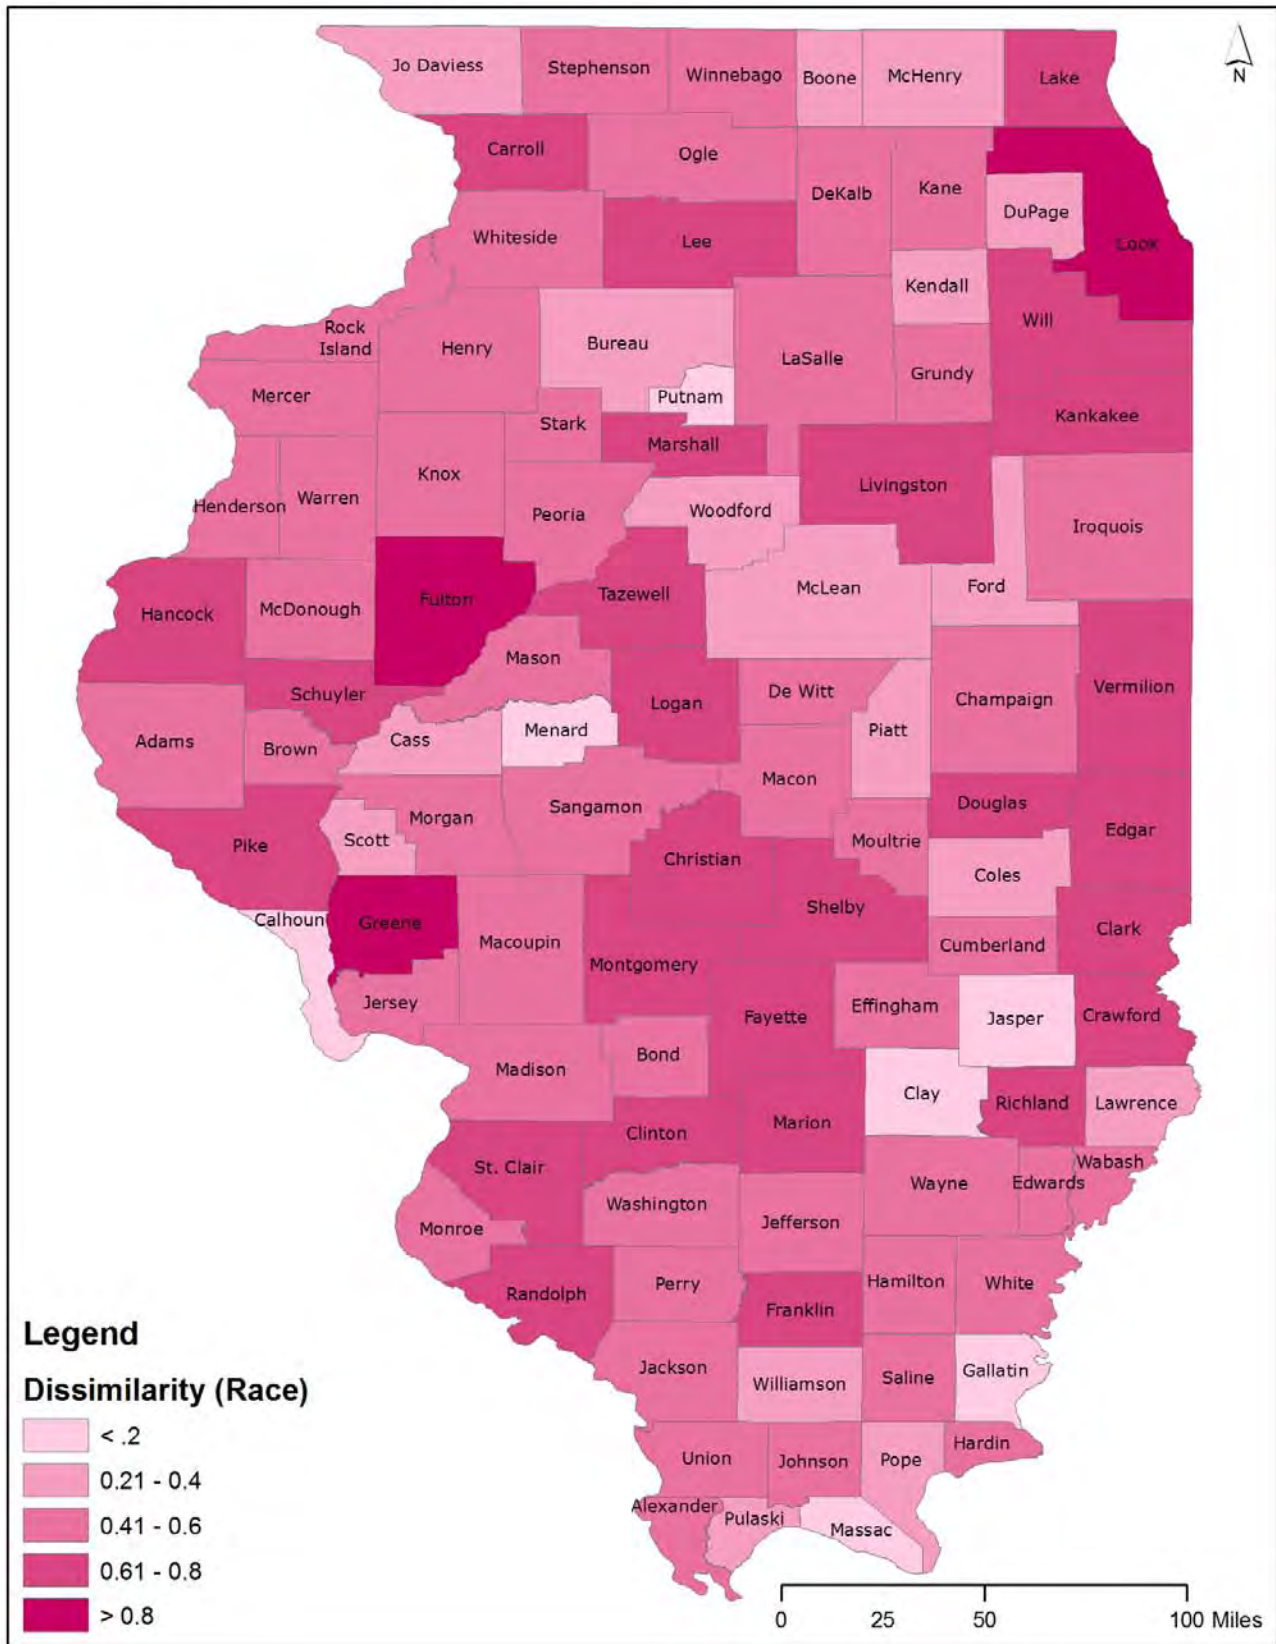 N
Jo Daviess
Stephenson
Winnebago
Boone
McHenry
Lake
Carroll
Ogle
DeKalb
Kane
DuPage
Cook
Whiteside
Lee
Kendall
Will
Rock
Island
Henry
Bureau
LaSalle
Grundy
Putnam
Mercer
Stark
Marshall
Kankakee
Henderson
Warren
Knox
Peoria
Woodford
Livingston
Iroquois
Hancock
McDonough
Fulton
Tazewell
McLean
Ford
Schuyler
Mason
Logan
De Witt
Champaign
Vermilion
Adams
Brown
Cass
Menard
Piatt
Macon
Sangamon
Morgan
Scott
Pike
Christian
Moultrie
Douglas
Edgar
Coles
Shelby
Calhoun
Greene
Macoupin
Montgomery
Cumberland
Clark
Jersey
Fayette
Effingham
Jasper
Crawford
Madison
Bond
Clay
Richland
Lawrence
Clinton
Marion
St. Clair
Washington
Wayne
Edwards
Wabash
Monroe
Jefferson
Randolph
Perry
Franklin
Hamilton
White
Jackson
Williamson
Saline
Gallatin
Union
Johnson
Pope
Hardin
Alexander
Pulaski
Massac
Legend
Dissimilarity (Race)
< .2
0.21 - 0.4
0.41 - 0.6
0.61 - 0.8
> 0.8
0 25 50 100 Miles